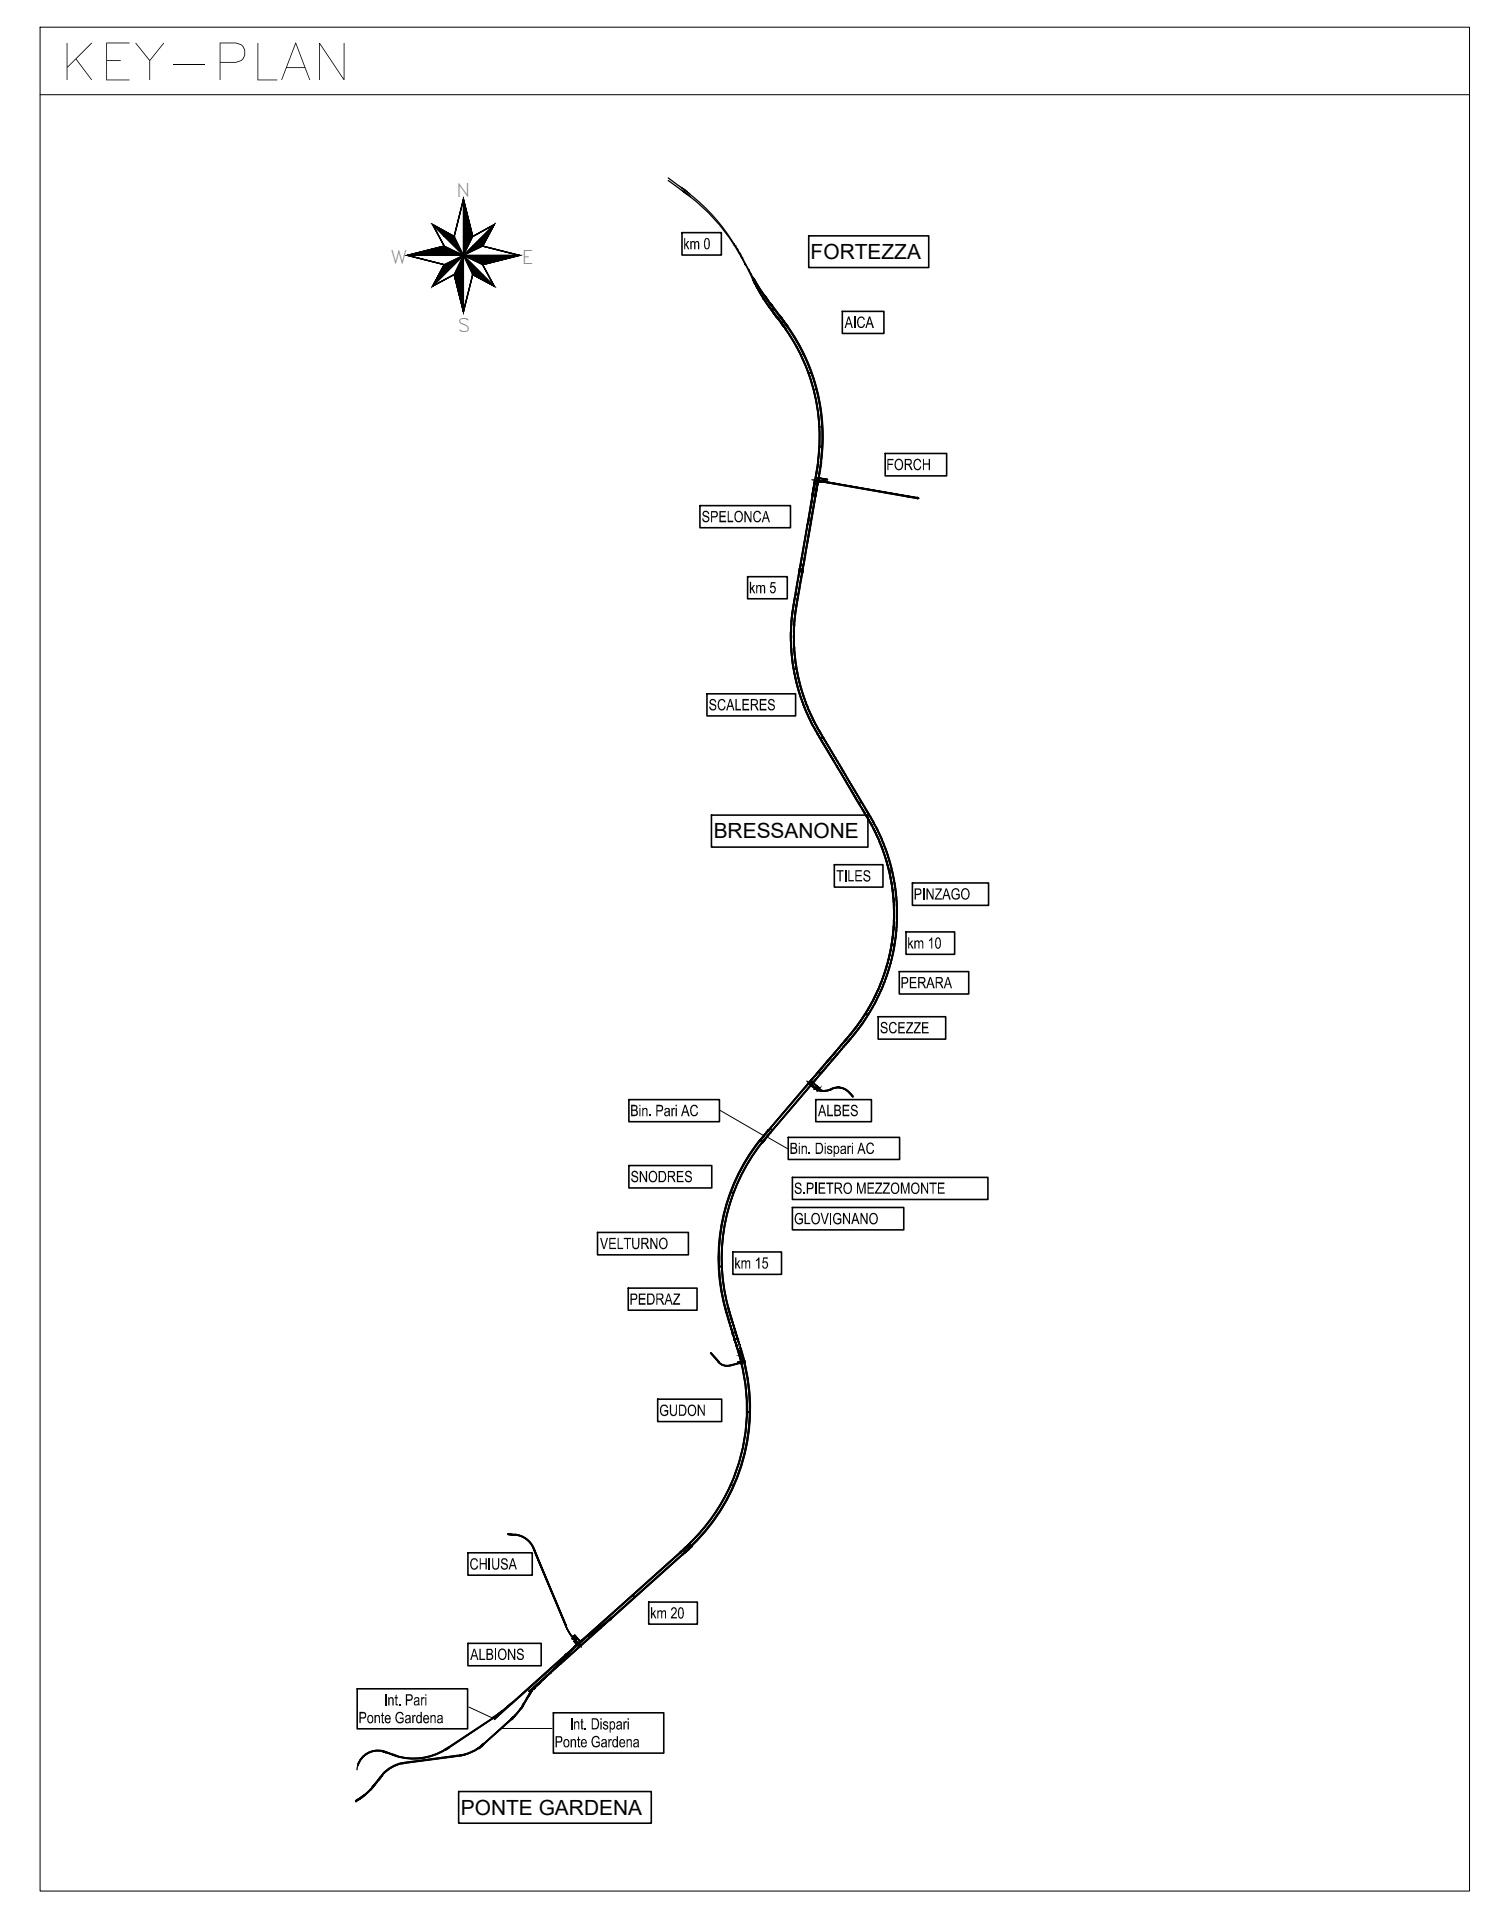 KEY-PLAN
N
W
E
S
km 0
FORTEZZA
AICA
FORCH
SPELONCA
km 5
SCALERES
BRESSANONE
TILES
PINZAGO
km 10
PERARA
SCEZZE
Bin. Pari AC
ALBES
Bin. Dispari AC
SNODRES
S.PIETRO MEZZOMONTE
GLOVIGNANO
VELTURNO
km 15
PEDRAZ
GUDON
CHIUSA
km 20
ALBIONS
Int. Pari
Ponte Gardena
Int. Dispari
Ponte Gardena
PONTE GARDENA